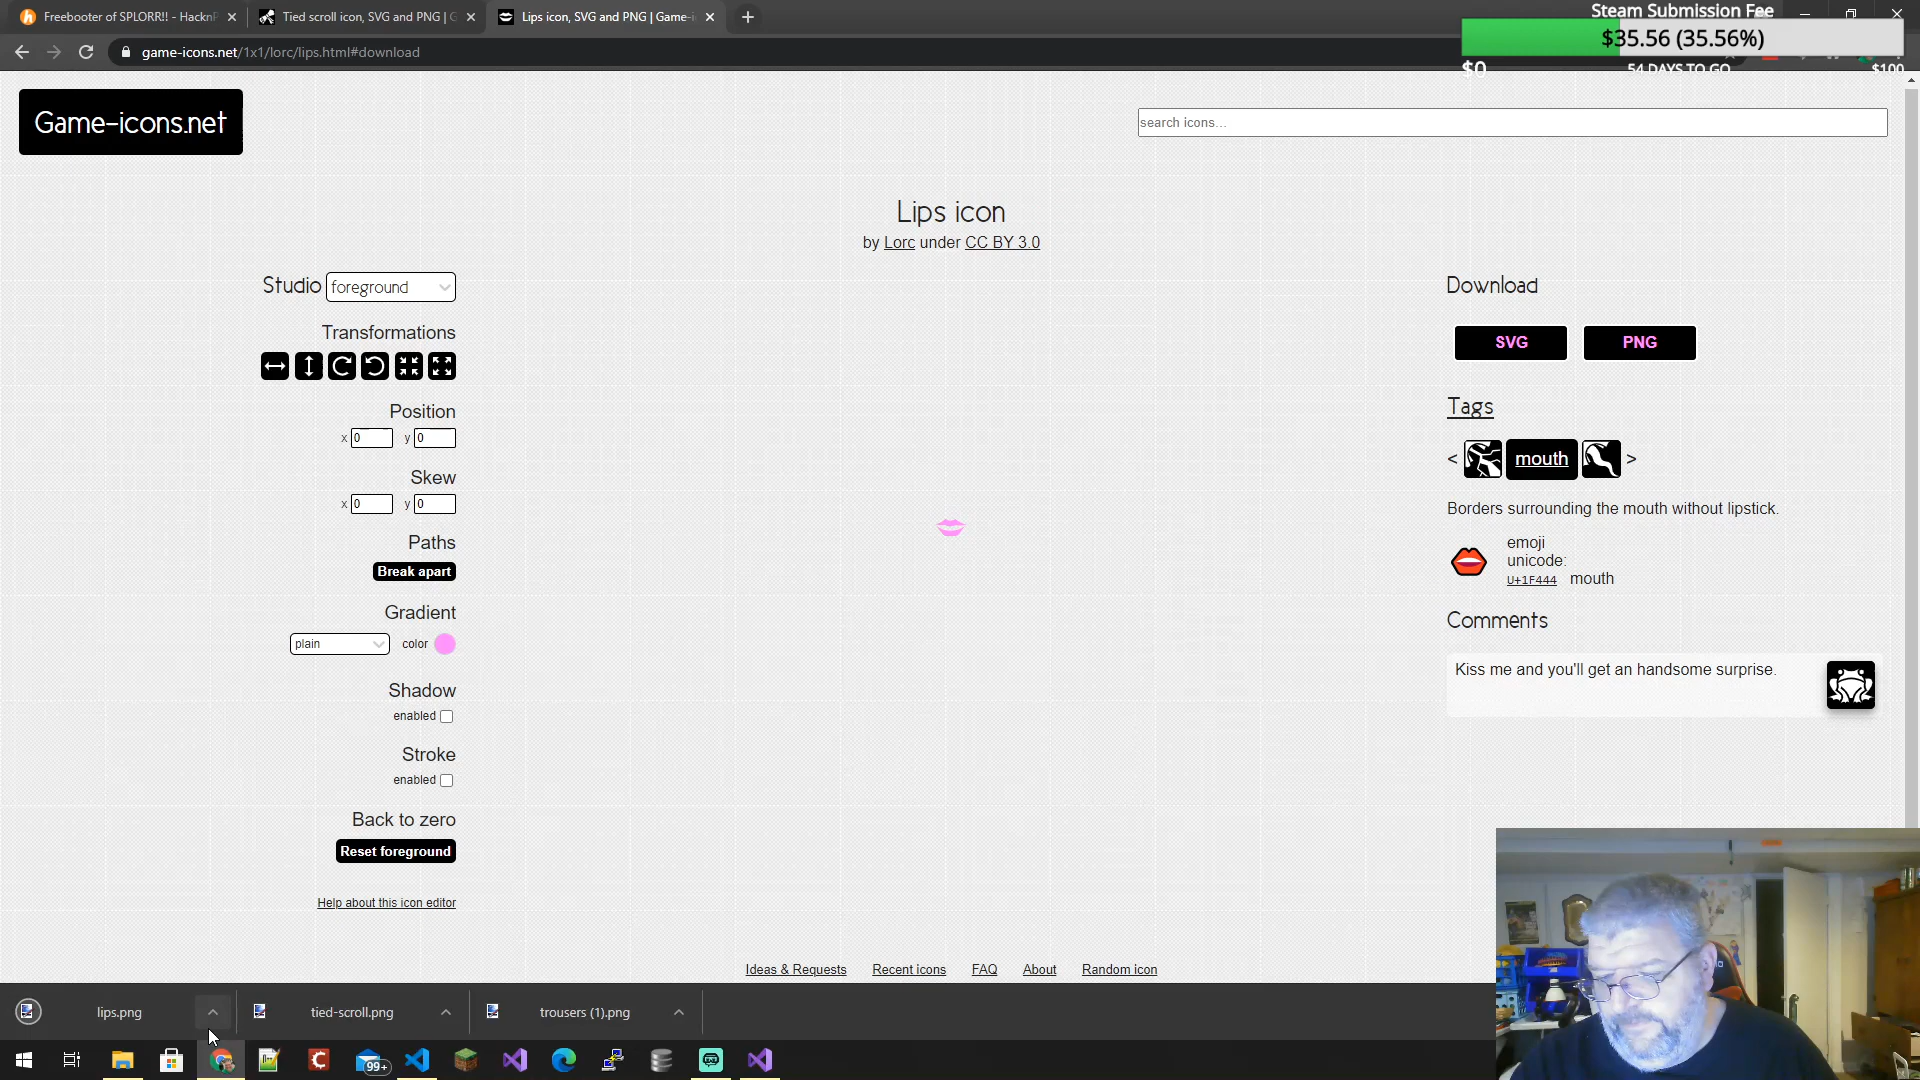 Freebooter of SPLORR!! - HacknP
Tied scroll icon, SVG and PNG | G
Lips icon, SVG and PNG | Game-i
Steam Submission Fee
$35.56 (35.56%)
$0
54 DAYS TO GO
$100
game-icons.net/1x1/lorc/lips.html#download
Game-icons.net
search icons...
Lips icon
by Lorc under CC BY 3.0
Studio
foreground
Transformations
Position
x 0 y 0
Skew
x 0 y 0
Paths
Break apart
Gradient
plain
color
Shadow
enabled
Stroke
enabled
Back to zero
Reset foreground
Help about this icon editor
Download
SVG
PNG
Tags
< mouth >
Borders surrounding the mouth without lipstick.
emoji
unicode:
U+1F444 mouth
Comments
Kiss me and you'll get an handsome surprise.
Ideas & Requests
Recent icons
FAQ
About
Random icon
lips.png
tied-scroll.png
trousers (1).png
99+